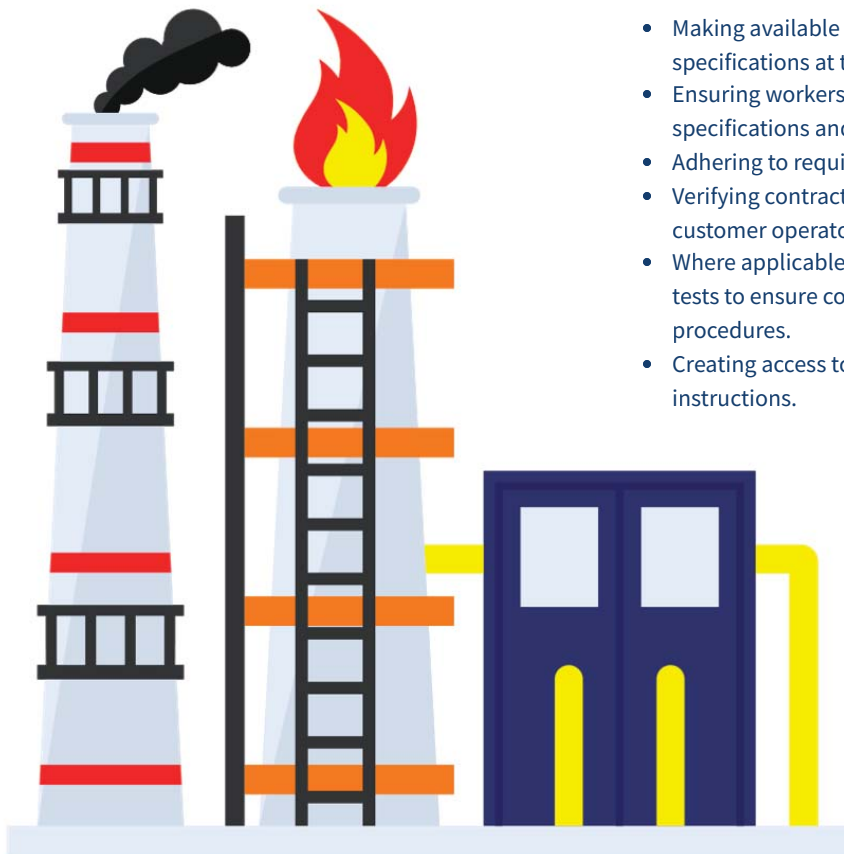 • Making available
specifications at t
• Ensuring workers
specifications and
• Adhering to requi
• Verifying contract
customer operato
• Where applicable
tests to ensure co
procedures.
• Creating access to
instructions.